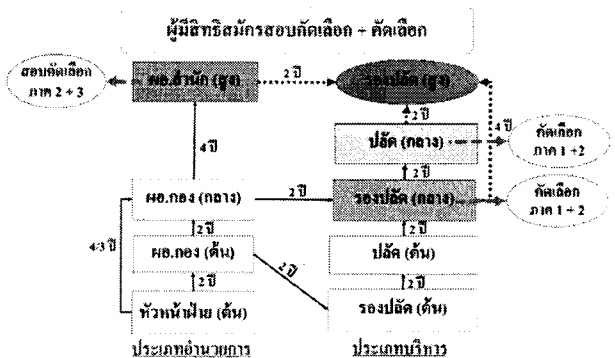 ผู้มีสิทธิสมัครสอบคัดเลือก + คัดเลือก
สอบคัดเลือก
ภาค 2 + 3
ผอ.สำนัก (สูง)
2 ปี
รองปลัด (สูง)
2 ปี
4 ปี
ปลัด (กลาง)
คัดเลือก
ภาค 1 +2
4 ปี
2 ปี
ผอ.กอง (กลาง)
2 ปี
รองปลัด (กลาง)
คัดเลือก
ภาค 1 + 2
4/3 ปี
2 ปี
2 ปี
ผอ.กอง (ต้น)
2 ปี
ปลัด (ต้น)
2 ปี
2 ปี
หัวหน้าฝ่าย (ต้น)
รองปลัด (ต้น)
ประเภทอำนวยการ
ประเภทบริหาร